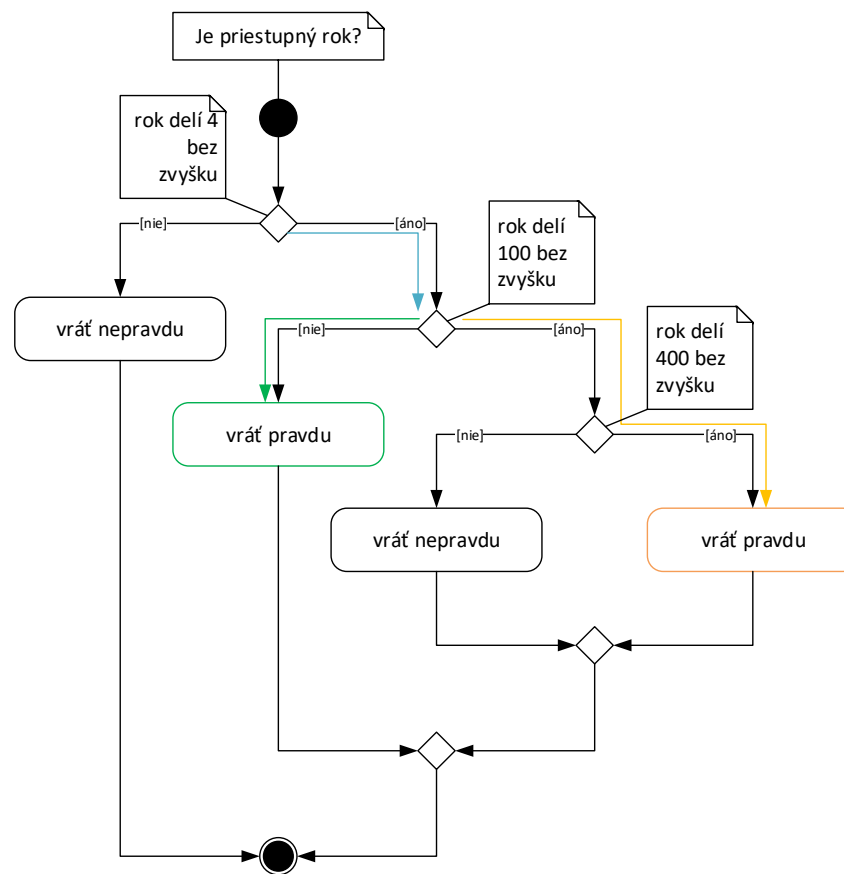 Je priestupný rok?
rok delí 4
bez
zvyšku
[nie]
[áno]
rok delí
100 bez
zvyšku
vráť nepravdu
[nie]
[áno]
rok delí
400 bez
zvyšku
vráť pravdu
[nie]
[áno]
vráť nepravdu
vráť pravdu